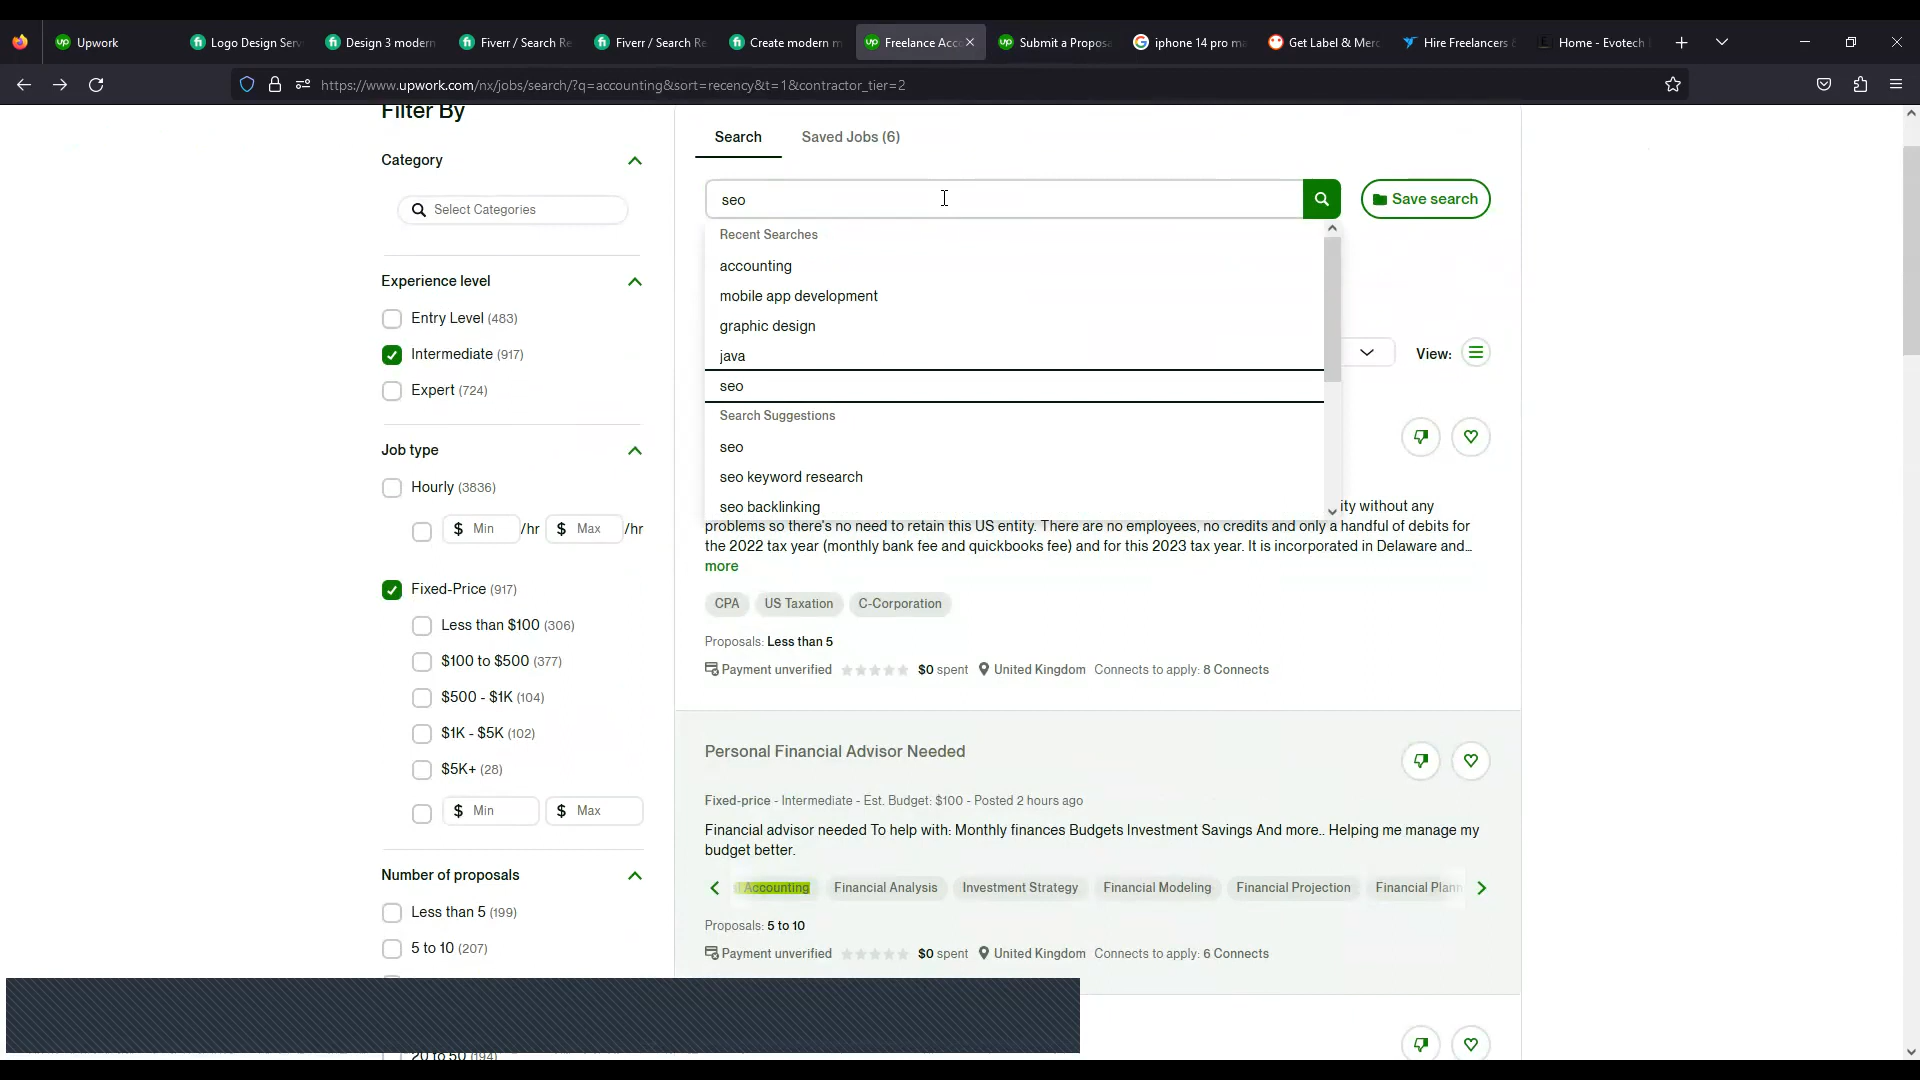 Upwork
Logo Design Serv
Design 3 modern
Fiverr / Search Re
Fiverr / Search Re
Create modern m
Freelance Acco
Submit a Proposa
iphone 14 pro ma
Get Label & Merc
Hire Freelancers &
Home - Evotech
https://www.upwork.com/nx/jobs/search/?q=accounting&sort=recency&t=1&contractor_tier=2
Filter By
Category
Select Categories
Experience level
Entry Level (483)
Intermediate (917)
Expert (724)
Job type
Hourly (3836)
$ Min /hr $ Max /hr
Fixed-Price (917)
Less than $100 (306)
$100 to $500 (377)
$500 - $1K (104)
$1K - $5K (102)
$5K+ (28)
$ Min $ Max
Number of proposals
Less than 5 (199)
5 to 10 (207)
20 to 50 (194)
Search
Saved Jobs (6)
seo
Save search
Recent Searches
accounting
mobile app development
graphic design
java
seo
Search Suggestions
seo
seo keyword research
seo backlinking
View:
ity without any
problems so there's no need to retain this US entity. There are no employees, no credits and only a handful of debits for
the 2022 tax year (monthly bank fee and quickbooks fee) and for this 2023 tax year. It is incorporated in Delaware and...
more
CPA US Taxation C-Corporation
Proposals: Less than 5
Payment unverified $0 spent United Kingdom Connects to apply: 8 Connects
Personal Financial Advisor Needed
Fixed-price - Intermediate - Est. Budget: $100 - Posted 2 hours ago
Financial advisor needed To help with: Monthly finances Budgets Investment Savings And more.. Helping me manage my
budget better.
Accounting Financial Analysis Investment Strategy Financial Modeling Financial Projection Financial Plann
Proposals: 5 to 10
Payment unverified $0 spent United Kingdom Connects to apply: 6 Connects